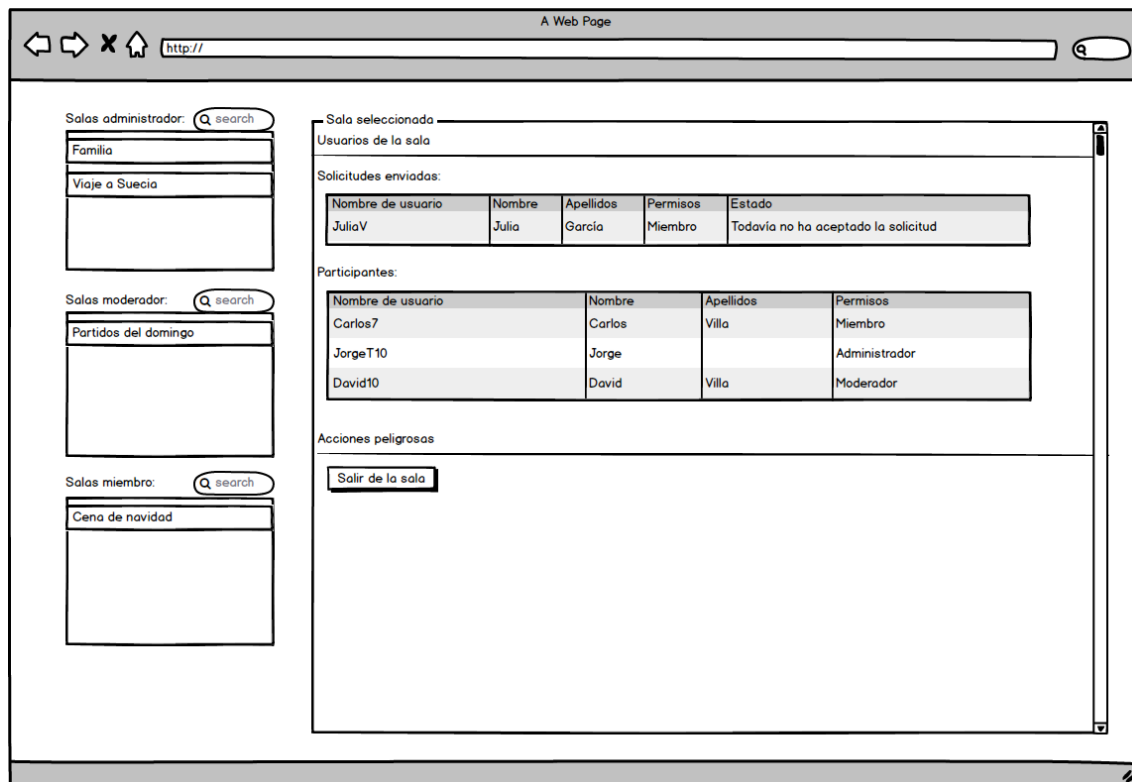 A Web Page
http://
Salas administrador:
search
Familia
Viaje a Suecia
Salas moderador:
search
Partidos del domingo
Salas miembro:
search
Cena de navidad
Sala seleccionada
Usuarios de la sala
Solicitudes enviadas:
Nombre de usuario Nombre Apellidos Permisos Estado
JuliaV Julia García Miembro Todavía no ha aceptado la solicitud
Participantes:
Nombre de usuario Nombre Apellidos Permisos
Carlos7 Carlos Villa Miembro
JorgeT10 Jorge Administrador
David10 David Villa Moderador
Acciones peligrosas
Salir de la sala